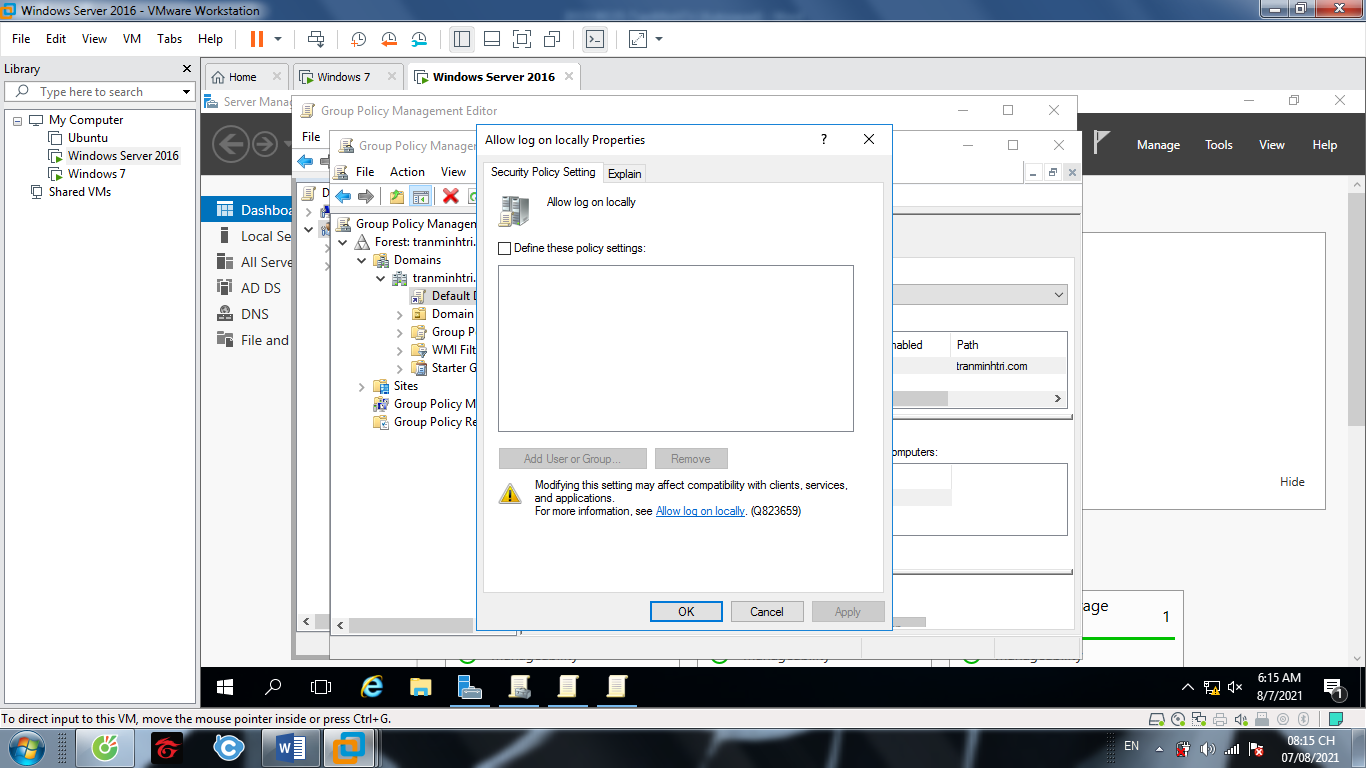 Windows Server 2016 - VMware Workstation
File Edit View VM Tabs Help
Library
Type here to search
My Computer
Ubuntu
Windows Server 2016
Windows 7
Shared VMs
Home
Windows 7
Windows Server 2016
Server Mana
Manage Tools View Help
Dashboa
Local Se
All Serve
AD DS
DNS
File and
Group Policy Management Editor
File
D
Group Policy Managem
File Action View
Group Policy Managem
Forest: tranminhtri.
Domains
tranminhtri.
Default D
Domain
Group P
WMI Filt
Starter G
Sites
Group Policy M
Group Policy Re
Allow log on locally Properties
?
Security Policy Setting
Explain
Allow log on locally
Define these policy settings:
Add User or Group...
Remove
Modifying this setting may affect compatibility with clients, services,
and applications.
For more information, see Allow log on locally. (Q823659)
OK
Cancel
Apply
nabled
Path
tranminhtri.com
omputers:
Hide
age
1
manageability
manageability
manageability
6:15 AM
8/7/2021
1
To direct input to this VM, move the mouse pointer inside or press Ctrl+G.
EN
08:15 CH
07/08/2021